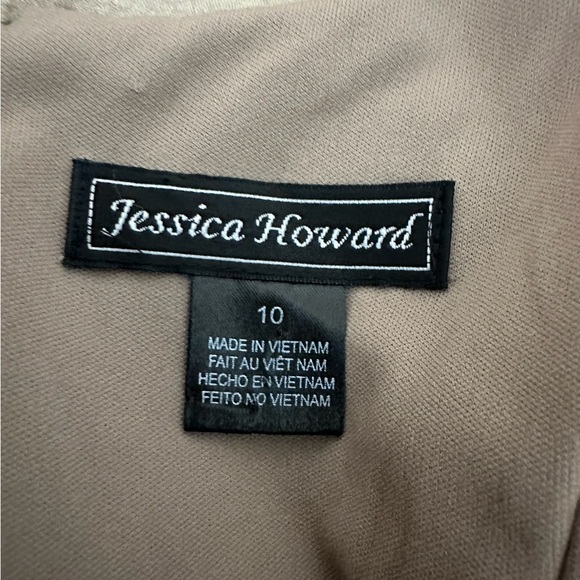 Jessica Howard
10
MADE IN VIETNAM
FAIT AU VIÊT NAM
HECHO EN VIETNAM
FEITO NO VIETNAM